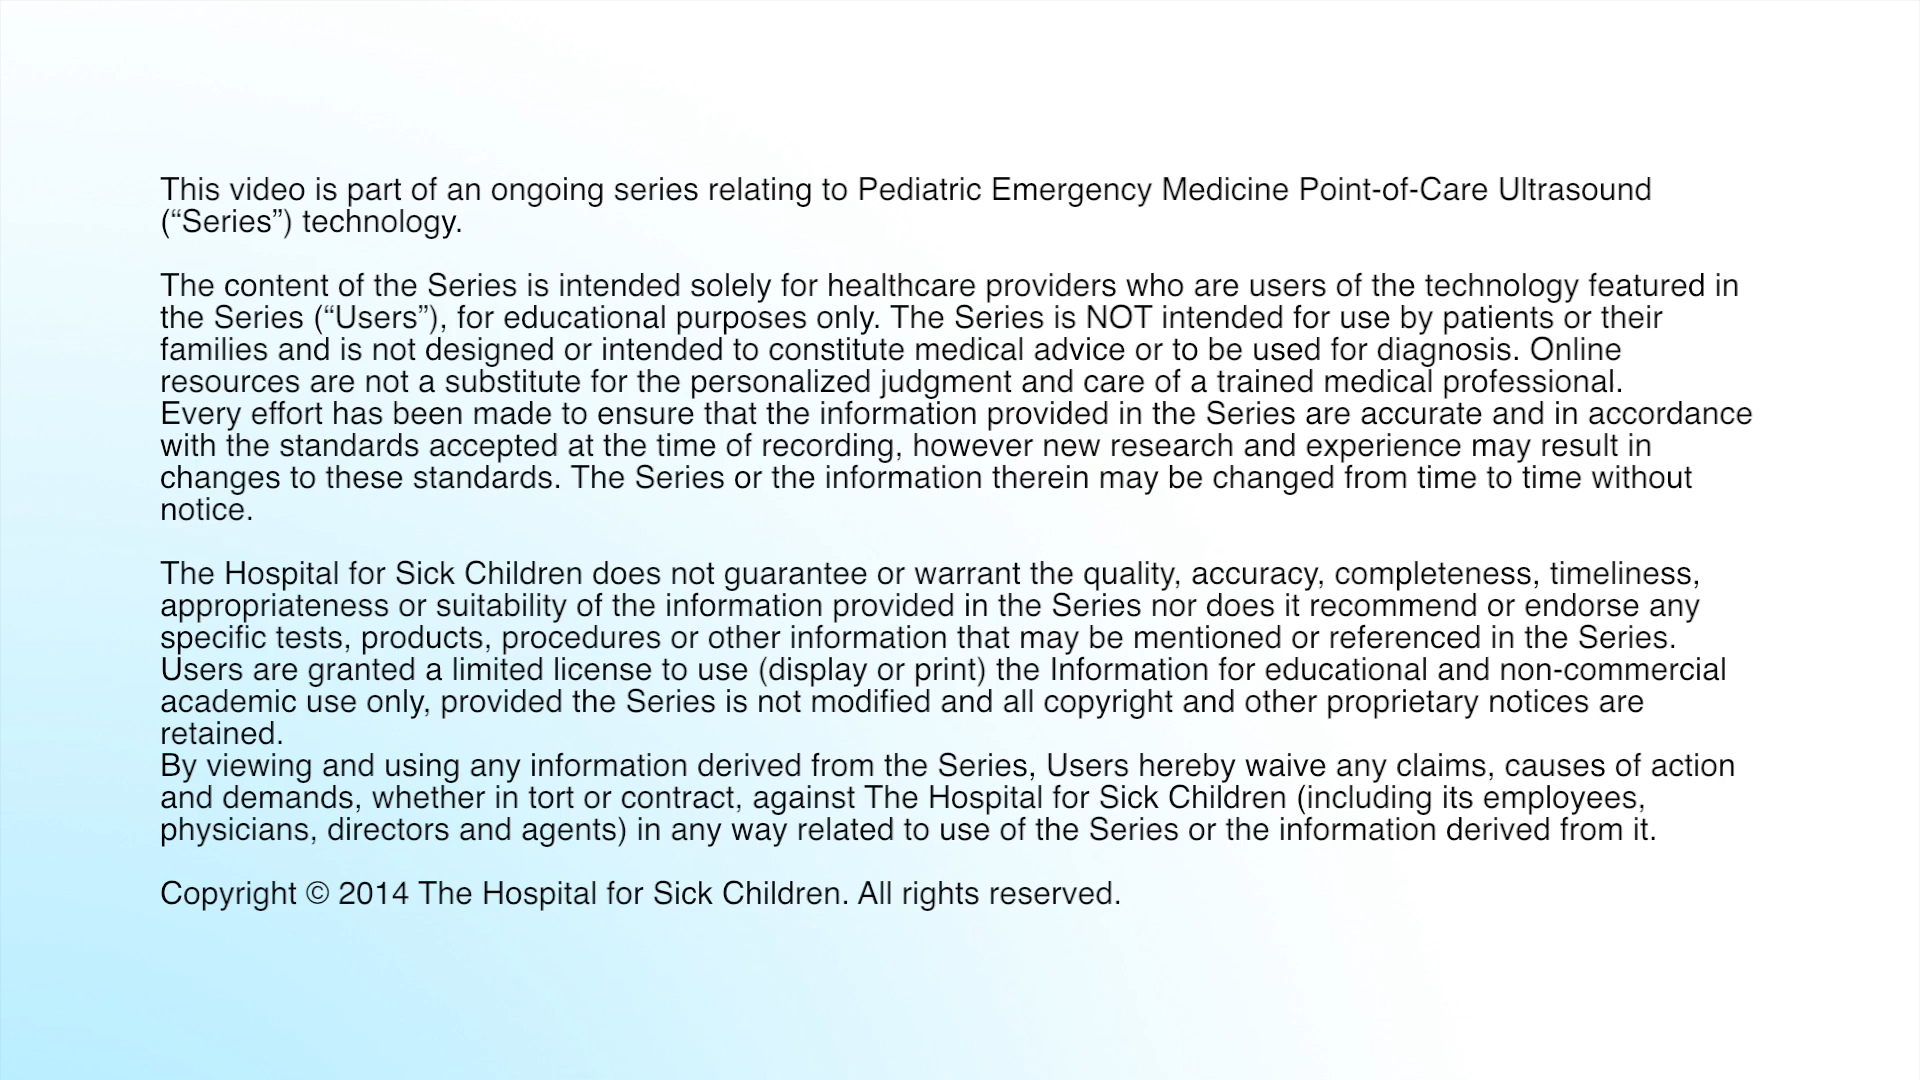 This video is part of an ongoing series relating to Pediatric Emergency Medicine Point-of-Care Ultrasound
(“Series”) technology.
The content of the Series is intended solely for healthcare providers who are users of the technology featured in
the Series (“Users”), for educational purposes only. The Series is NOT intended for use by patients or their
families and is not designed or intended to constitute medical advice or to be used for diagnosis. Online
resources are not a substitute for the personalized judgment and care of a trained medical professional.
Every effort has been made to ensure that the information provided in the Series are accurate and in accordance
with the standards accepted at the time of recording, however new research and experience may result in
changes to these standards. The Series or the information therein may be changed from time to time without
notice.
The Hospital for Sick Children does not guarantee or warrant the quality, accuracy, completeness, timeliness,
appropriateness or suitability of the information provided in the Series nor does it recommend or endorse any
specific tests, products, procedures or other information that may be mentioned or referenced in the Series.
Users are granted a limited license to use (display or print) the Information for educational and non-commercial
academic use only, provided the Series is not modified and all copyright and other proprietary notices are
retained.
By viewing and using any information derived from the Series, Users hereby waive any claims, causes of action
and demands, whether in tort or contract, against The Hospital for Sick Children (including its employees,
physicians, directors and agents) in any way related to use of the Series or the information derived from it.
Copyright © 2014 The Hospital for Sick Children. All rights reserved.